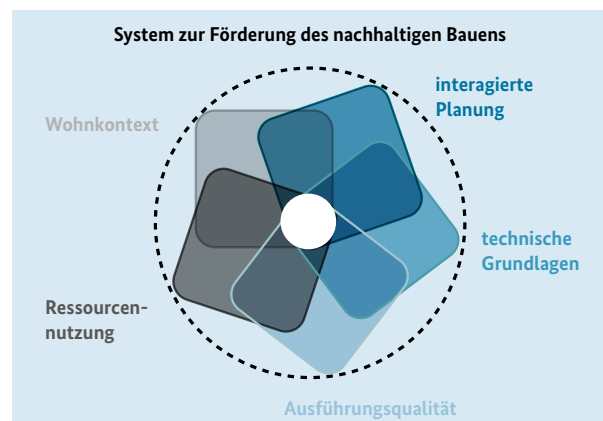 System zur Förderung des nachhaltigen Bauens
interagierte
Planung
Wohnkontext
technische
Grundlagen
Ressourcen-
nutzung
Ausführungsqualität